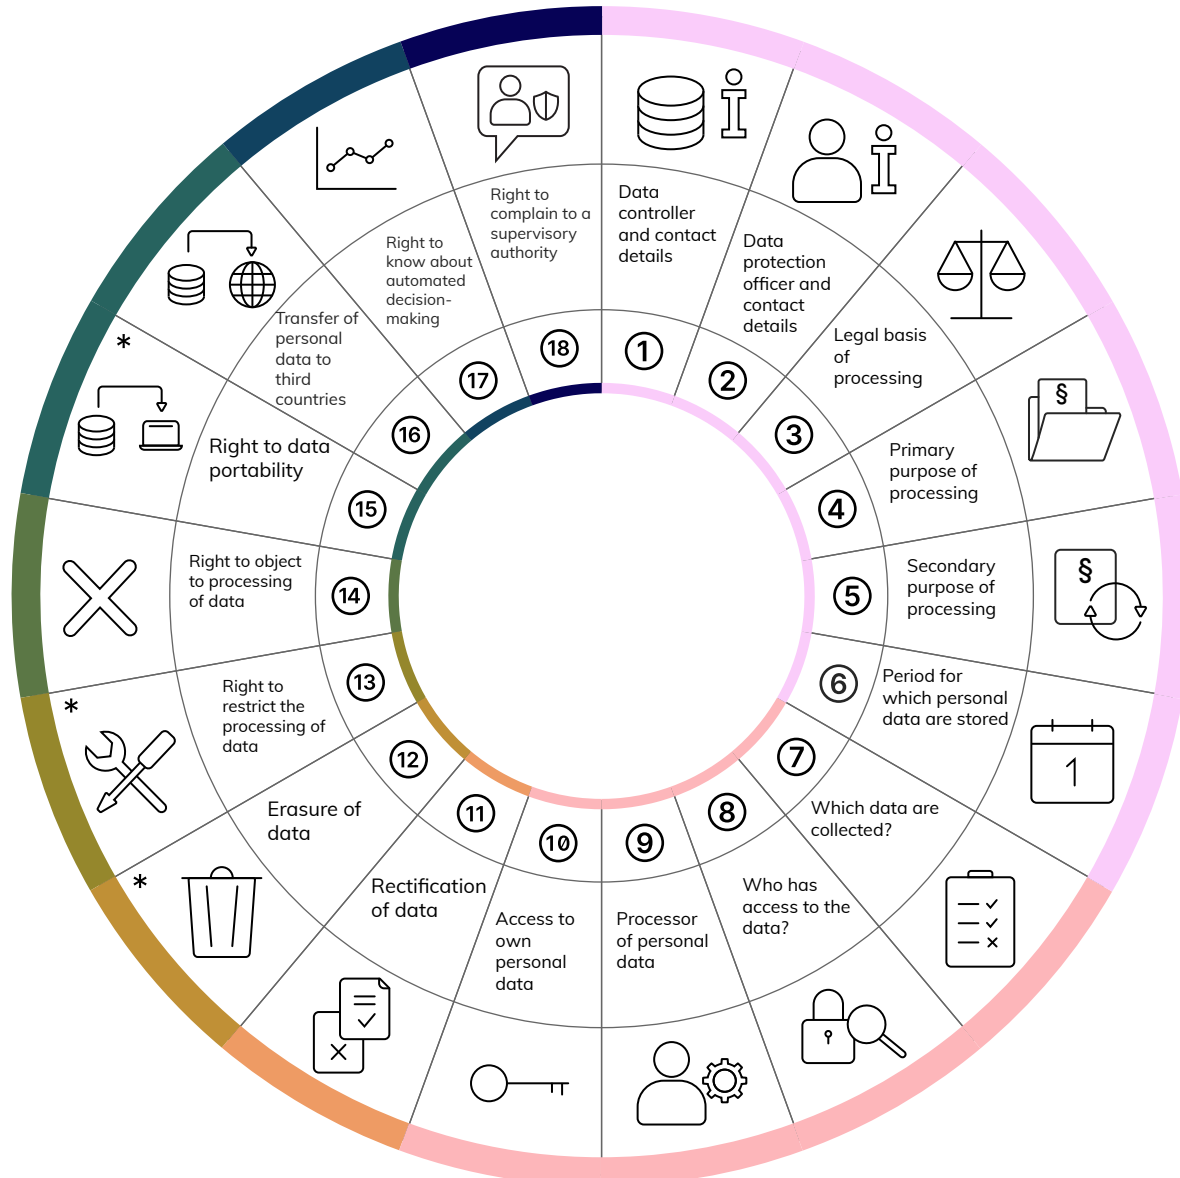 Data
controller
and contact
details
1
Data
protection
officer and
contact
details
2
Legal basis
of
processing
3
§
Primary
purpose of
processing
4
§
Secondary
purpose of
processing
5
Period for
which personal
data are stored
6
1
Which data are
collected?
7
Who has
access to the
data?
8
Processor
of personal
data
9
Access to
own
personal
data
10
Rectification
of data
11
*
Erasure of
data
12
*
Right to
restrict the
processing of
data
13
Right to object
to processing
of data
14
*
Right to data
portability
15
Transfer of
personal
data to
third
countries
16
Right to
know about
automated
decision-
making
17
Right to
complain to a
supervisory
authority
18